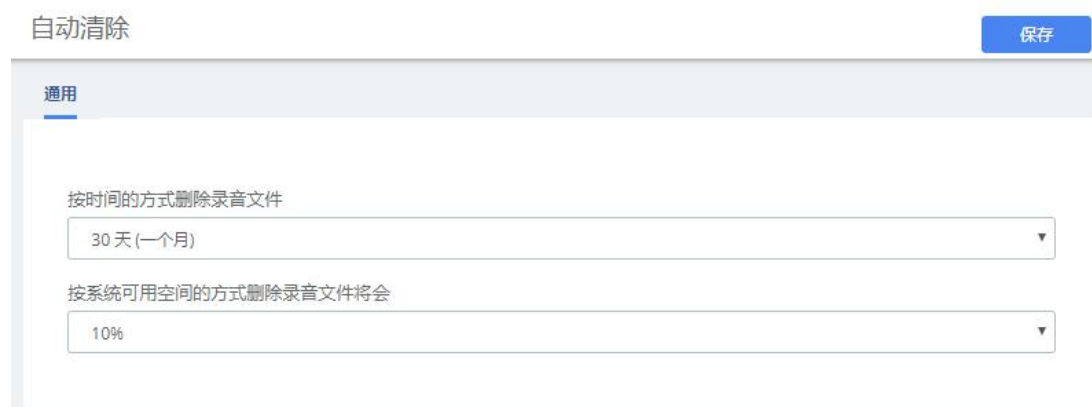 自动清除
保存
通用
按时间的方式删除录音文件
30 天 (一个月)
按系统可用空间的方式删除录音文件将会
10%